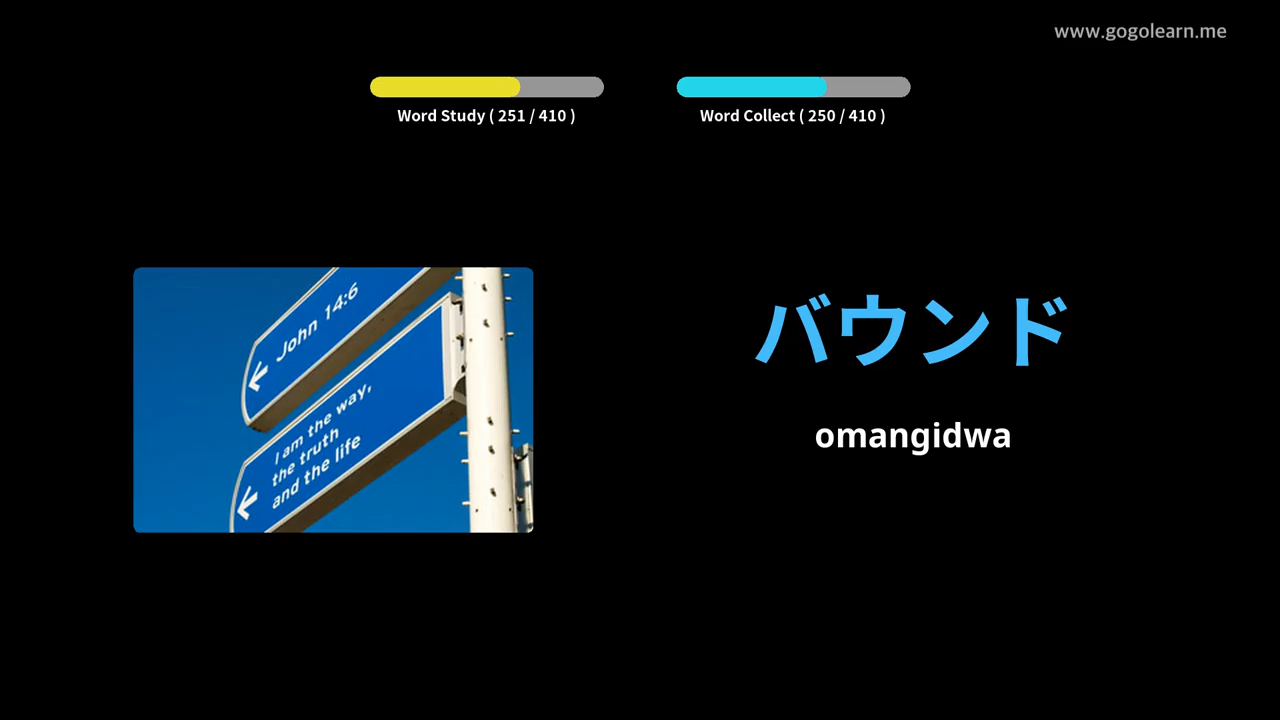 www.gogolearn.me
Word Study ( 251 / 410 )
Word Collect ( 250 / 410 )
John 14:6
I am the way,
the truth
and the life
バウンド
omangidwa